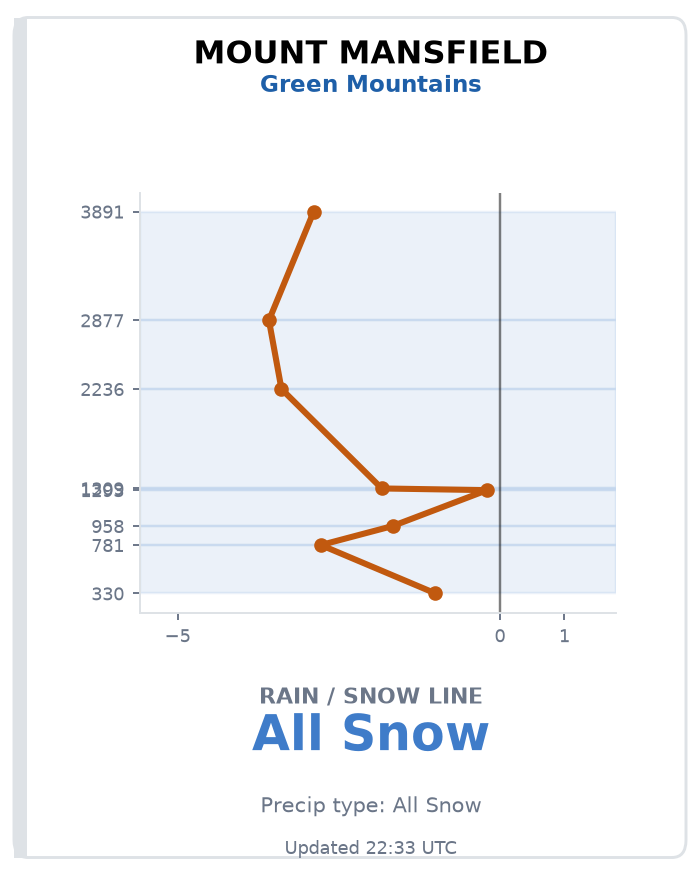 MOUNT MANSFIELD
Green Mountains
3891
2877
2236
958
781
330
−5 0 1
RAIN / SNOW LINE
All Snow
Precip type: All Snow
Updated 22:33 UTC